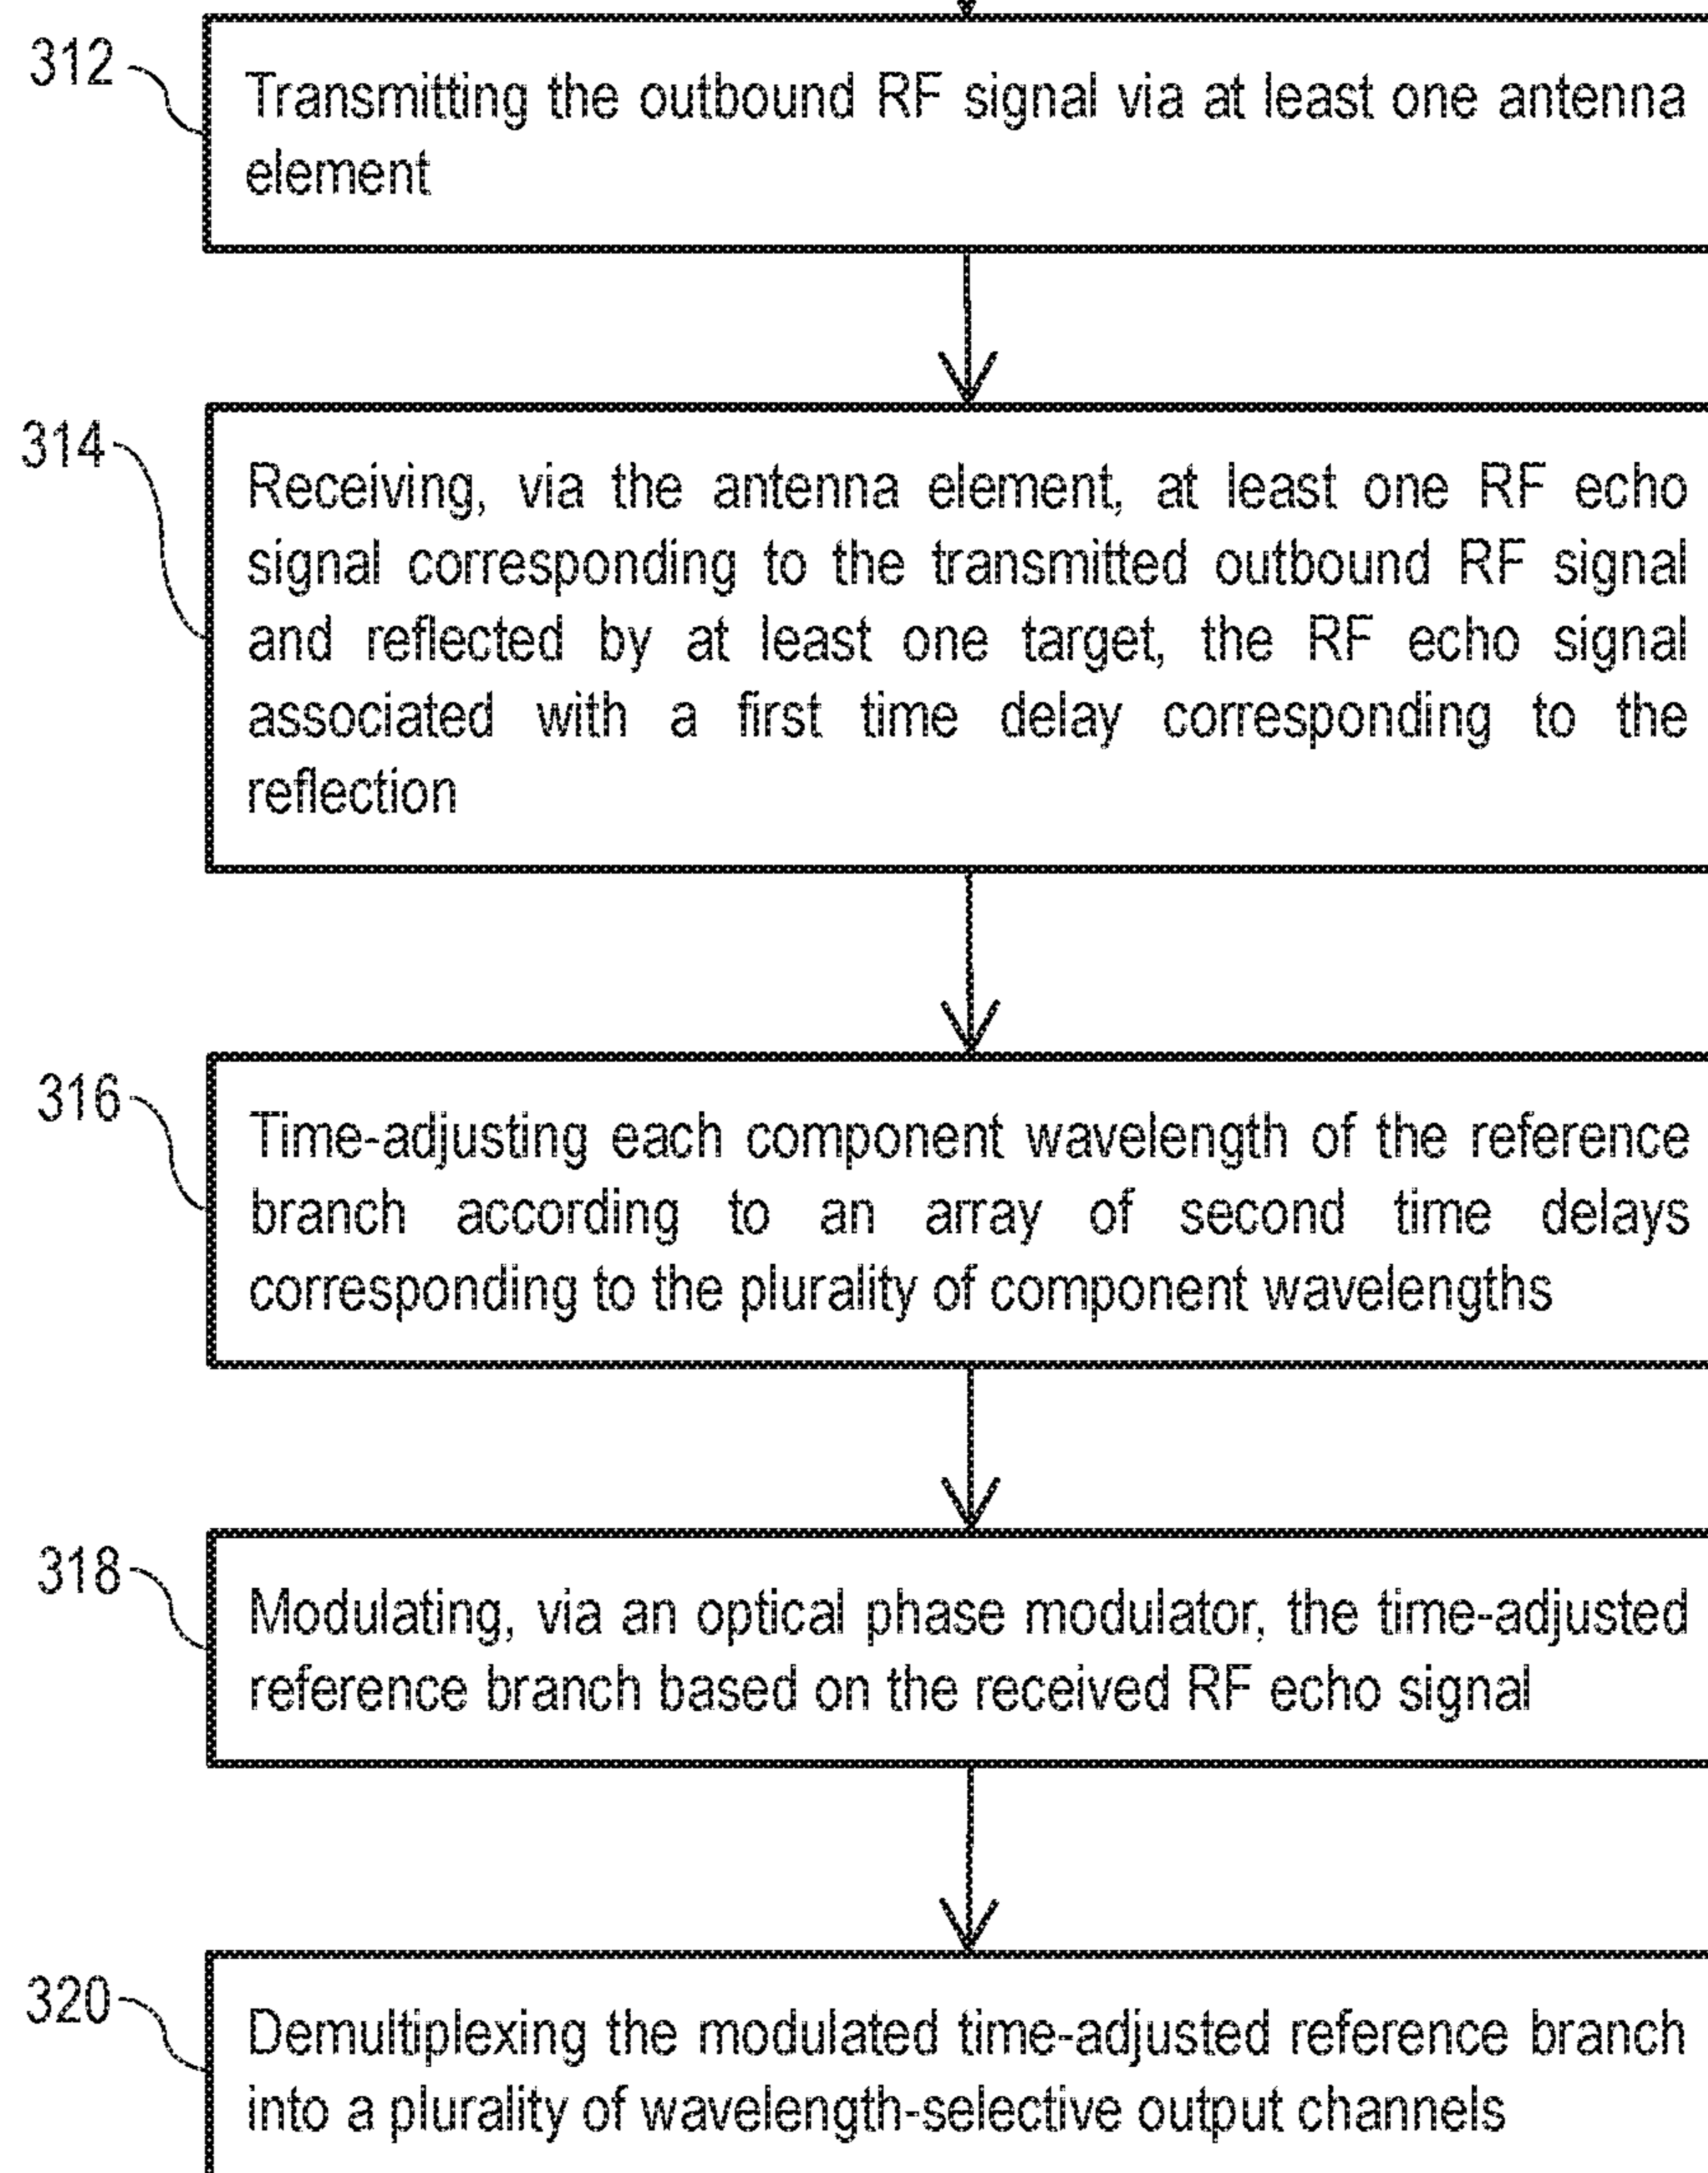 312
Transmitting the outbound RF signal via at least one antenna
element
314
Receiving, via the antenna element, at least one RF echo
signal corresponding to the transmitted outbound RF signal
and reflected by at least one target, the RF echo signal
associated with a first time delay corresponding to the
reflection
316
Time-adjusting each component wavelength of the reference
branch according to an array of second time delays
corresponding to the plurality of component wavelengths
318
Modulating, via an optical phase modulator, the time-adjusted
reference branch based on the received RF echo signal
320
Demultiplexing the modulated time-adjusted reference branch
into a plurality of wavelength-selective output channels